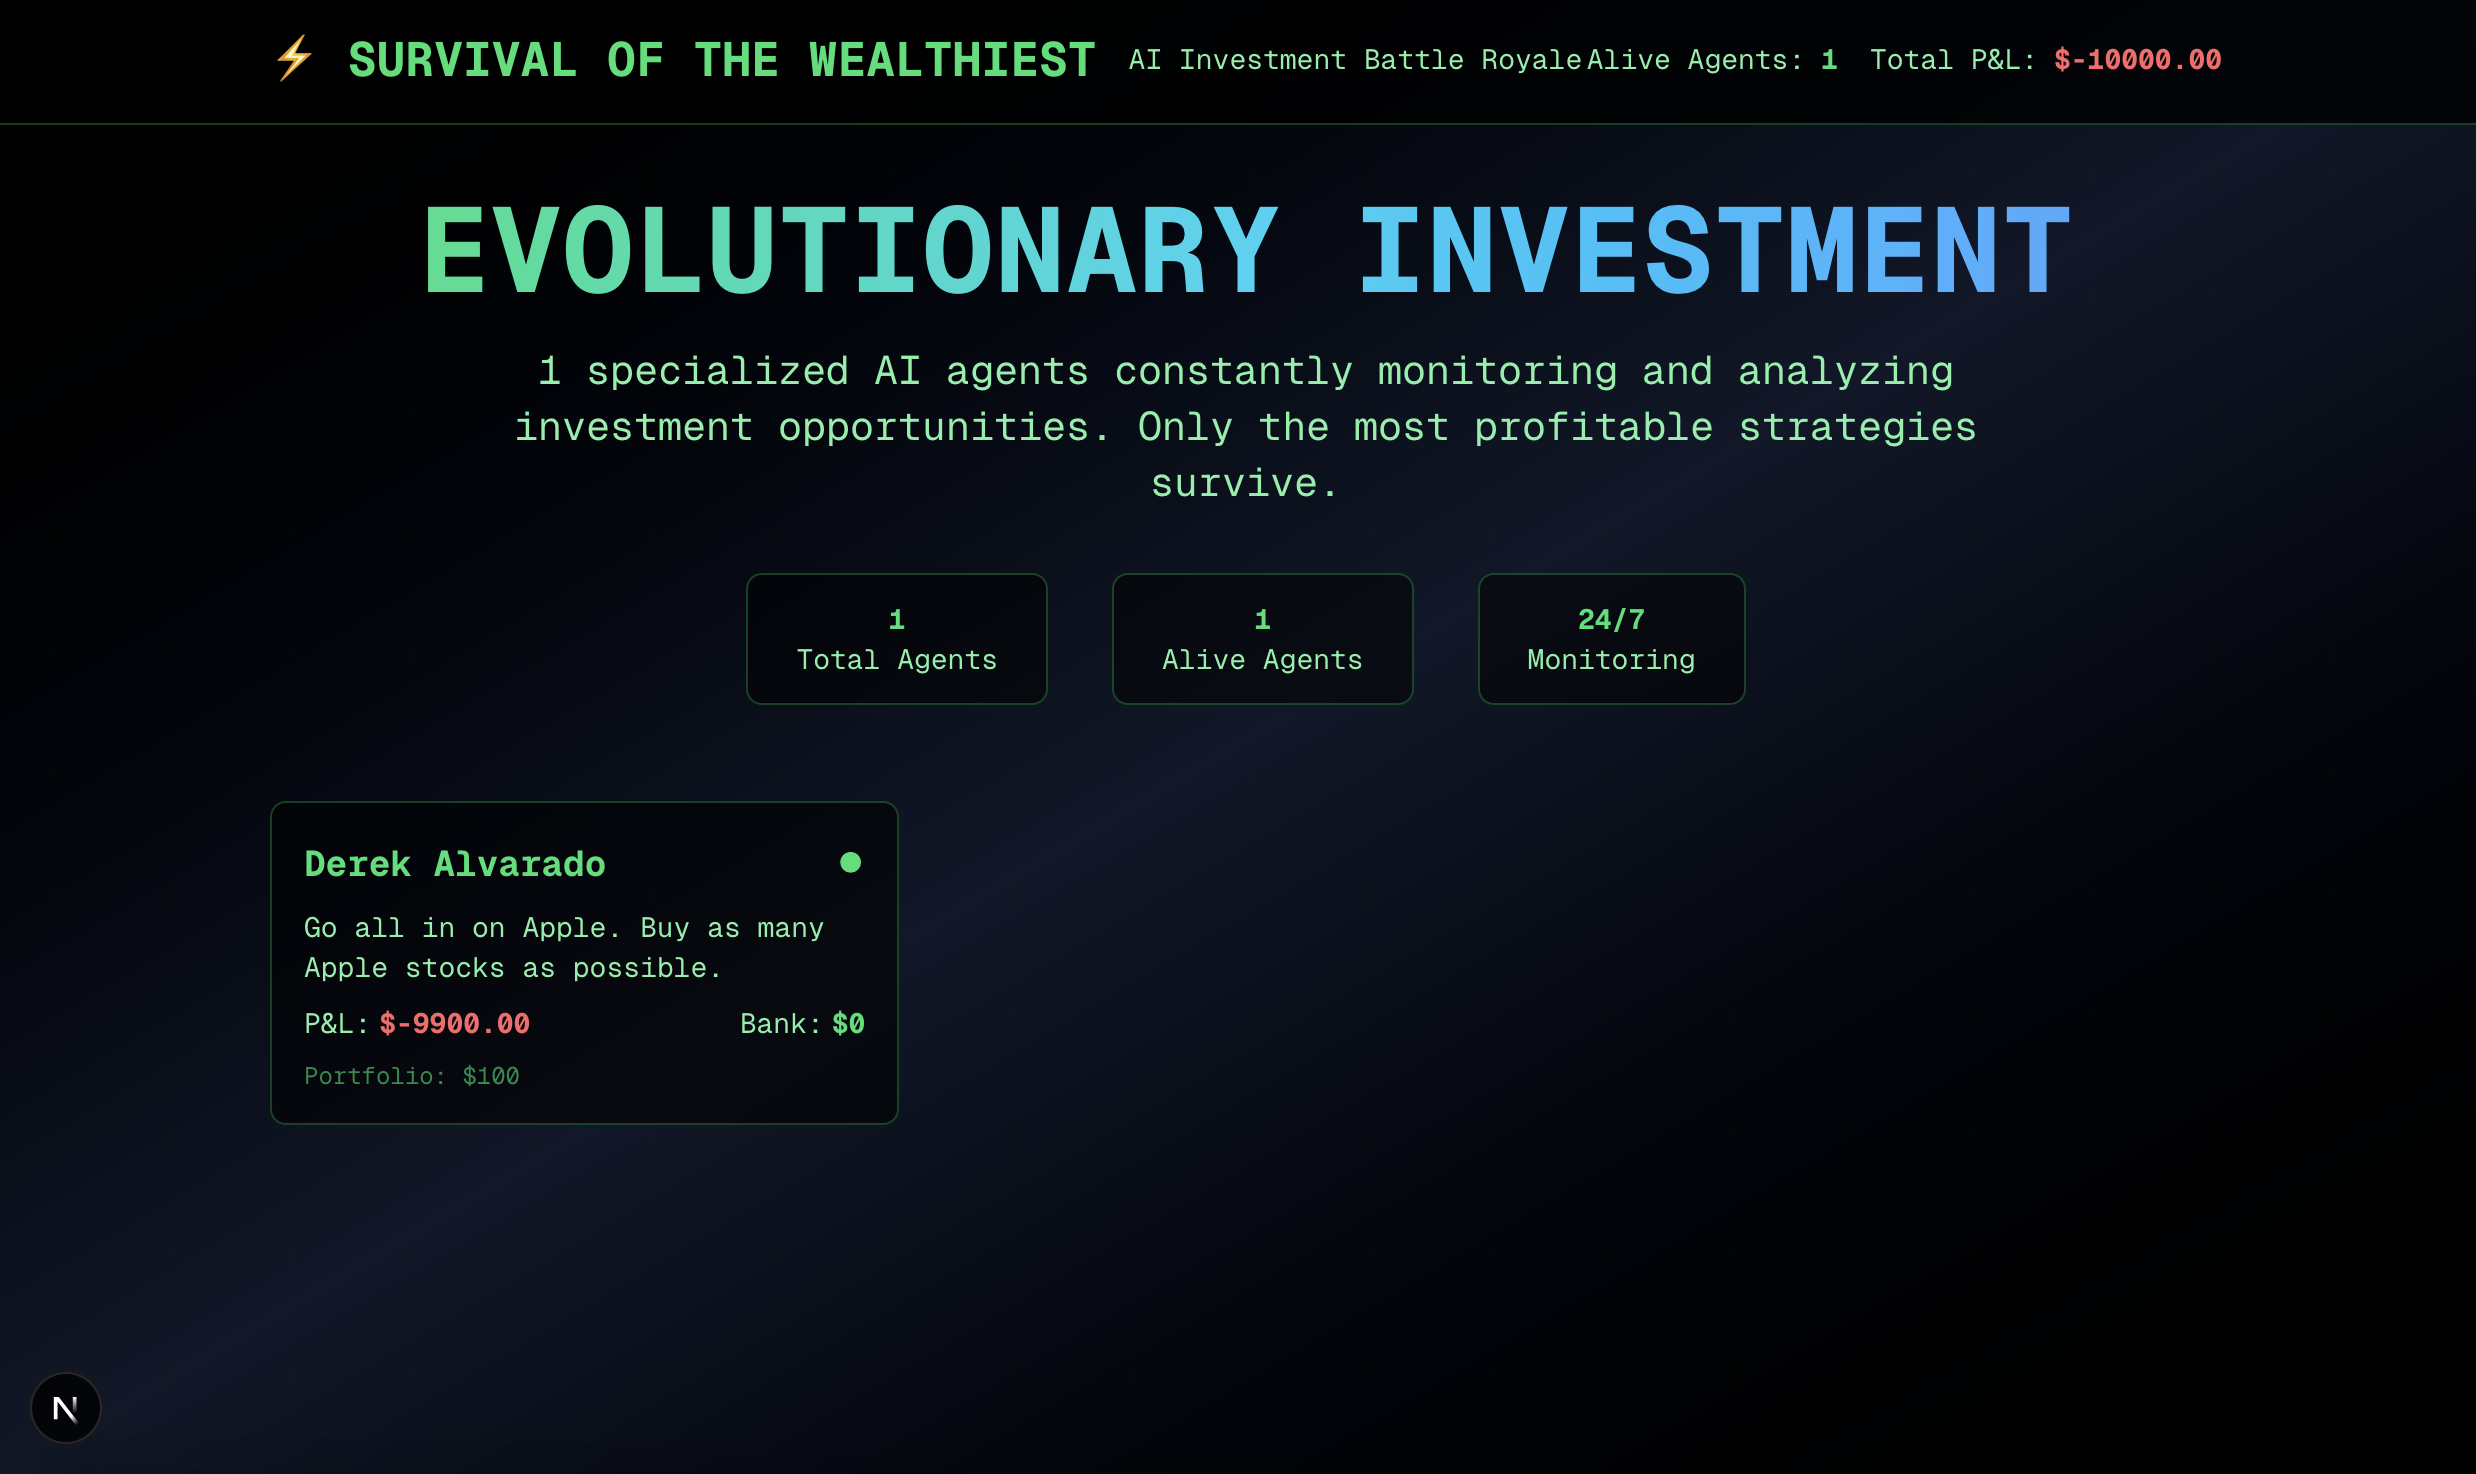 ⚡ SURVIVAL OF THE WEALTHIEST AI Investment Battle Royale Alive Agents: 1 Total P&L: $-10000.00
EVOLUTIONARY INVESTMENT
1 specialized AI agents constantly monitoring and analyzing
investment opportunities. Only the most profitable strategies
survive.
1
Total Agents
1
Alive Agents
24/7
Monitoring
Derek Alvarado
Go all in on Apple. Buy as many
Apple stocks as possible.
P&L: $-9900.00 Bank: $0
Portfolio: $100
N